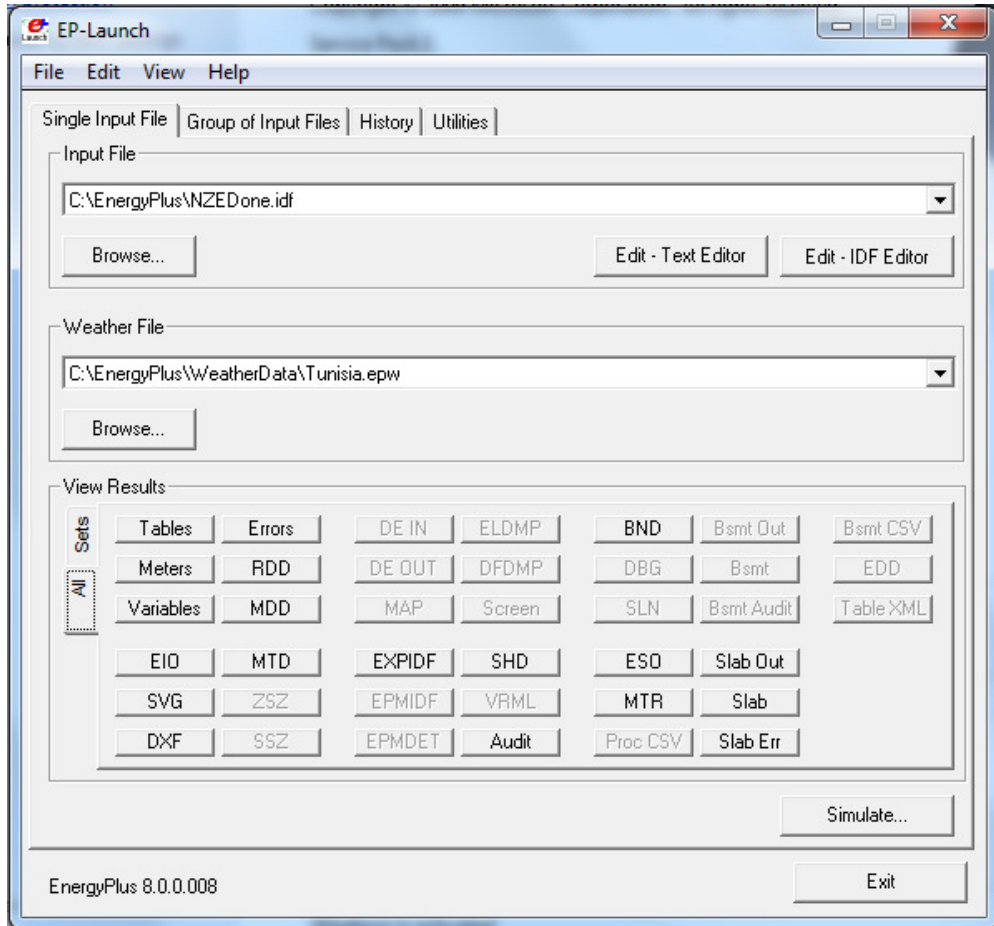 EP-Launch
File Edit View Help
Single Input File Group of Input Files History Utilities
Input File
C:\EnergyPlus\NZEDone.idf
Browse... Edit - Text Editor Edit - IDF Editor
Weather File
C:\EnergyPlus\WeatherData\Tunisia.epw
Browse...
View Results
Sets
All
Tables Errors DE IN ELDMP BND Bsmt Out Bsmt CSV
Meters RDD DE OUT DFDMP DBG Bsmt EDD
Variables MDD MAP Screen SLN Bsmt Audit Table XML
EIO MTD EXPIDF SHD ESO Slab Out
SVG ZSZ EPMIDF VRML MTR Slab
DXF SSZ EPMDET Audit Proc CSV Slab Err
Simulate...
EnergyPlus 8.0.0.008 Exit